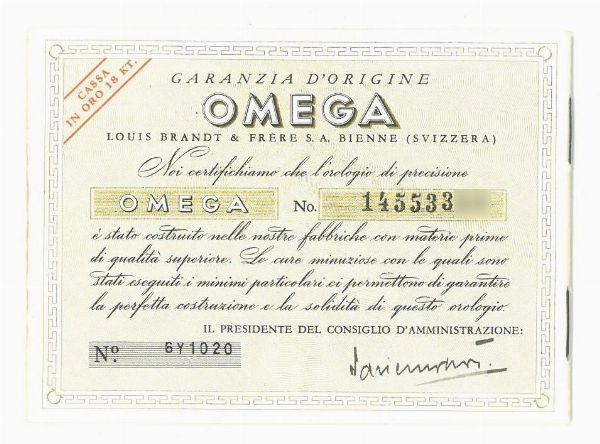 CASSA
IN ORO 18 KT.
GARANZIA D'ORIGINE
OMEGA
LOUIS BRANDT & FRÈRE S.A. BIENNE (SVIZZERA)
Noi certifichiamo che l'orologio di precisione
OMEGA No. 145533
è stato costruito nelle nostre fabbriche con materie prime
di qualità superiore. Le cure minuziose con le quali sono
stati eseguiti i minimi particolari ci permettono di garantire
la perfetta costruzione e la solidità di questo orologio.
IL PRESIDENTE DEL CONSIGLIO D'AMMINISTRAZIONE:
No. 6Y1020